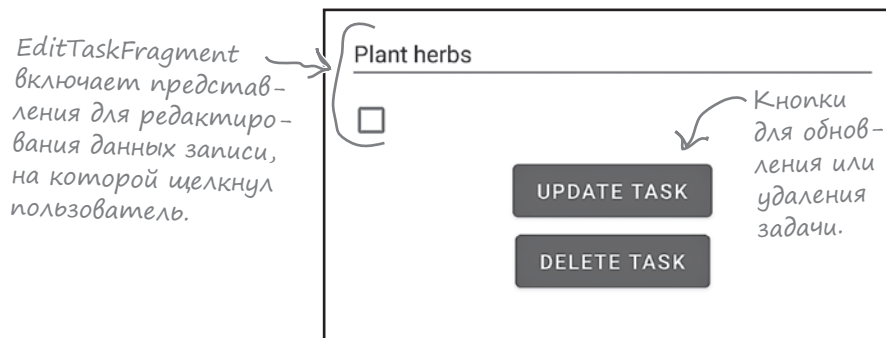 EditTaskFragment
включает представ-
ления для редактиро-
вания данных записи,
на которой щелкнул
пользователь.
Plant herbs
Кнопки
для обнов-
ления или
удаления
задачи.
UPDATE TASK
DELETE TASK